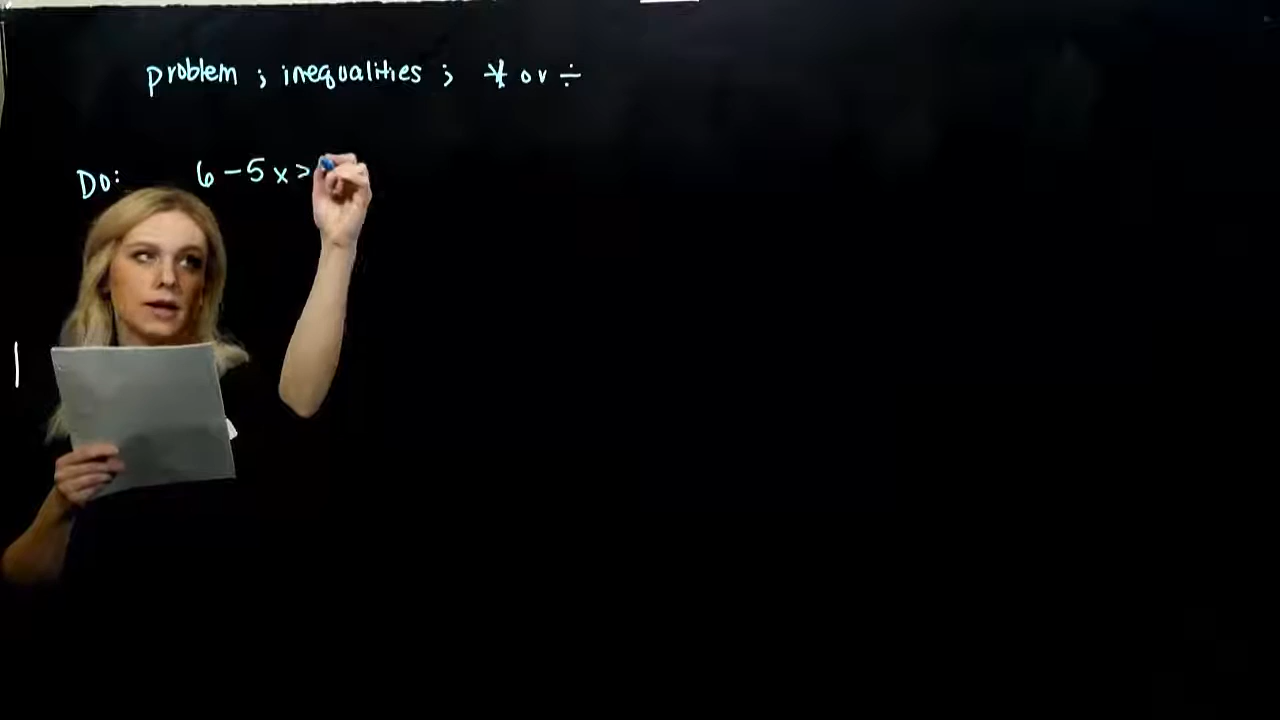 problem ; inequalities ; * or ÷
Do: 6 - 5x >